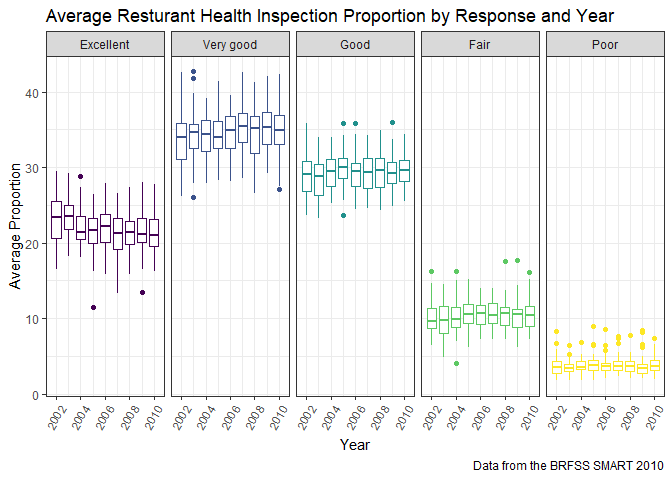 Average Resturant Health Inspection Proportion by Response and Year
Excellent Very good Good Fair Poor
Average Proportion
40
30
20
10
0
2002 2004 2006 2008 2010 2002 2004 2006 2008 2010 2002 2004 2006 2008 2010 2002 2004 2006 2008 2010 2002 2004 2006 2008 2010
Year
Data from the BRFSS SMART 2010